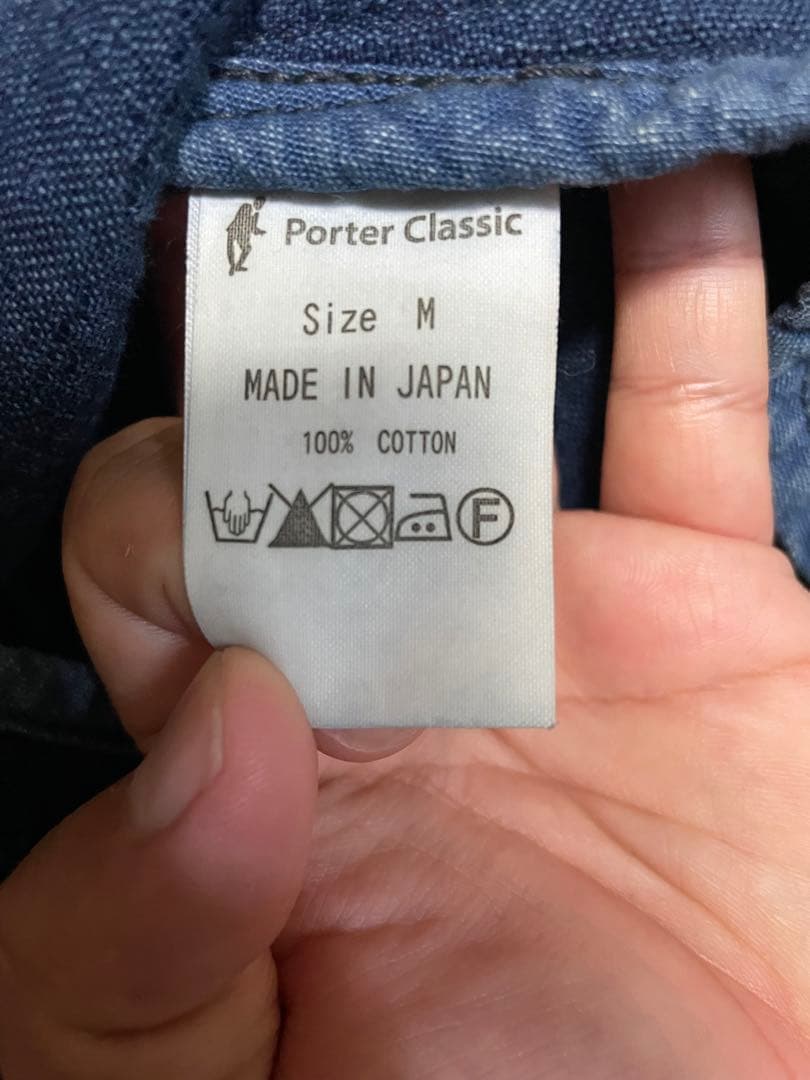 Porter Classic
Size M
MADE IN JAPAN
100% COTTON
F